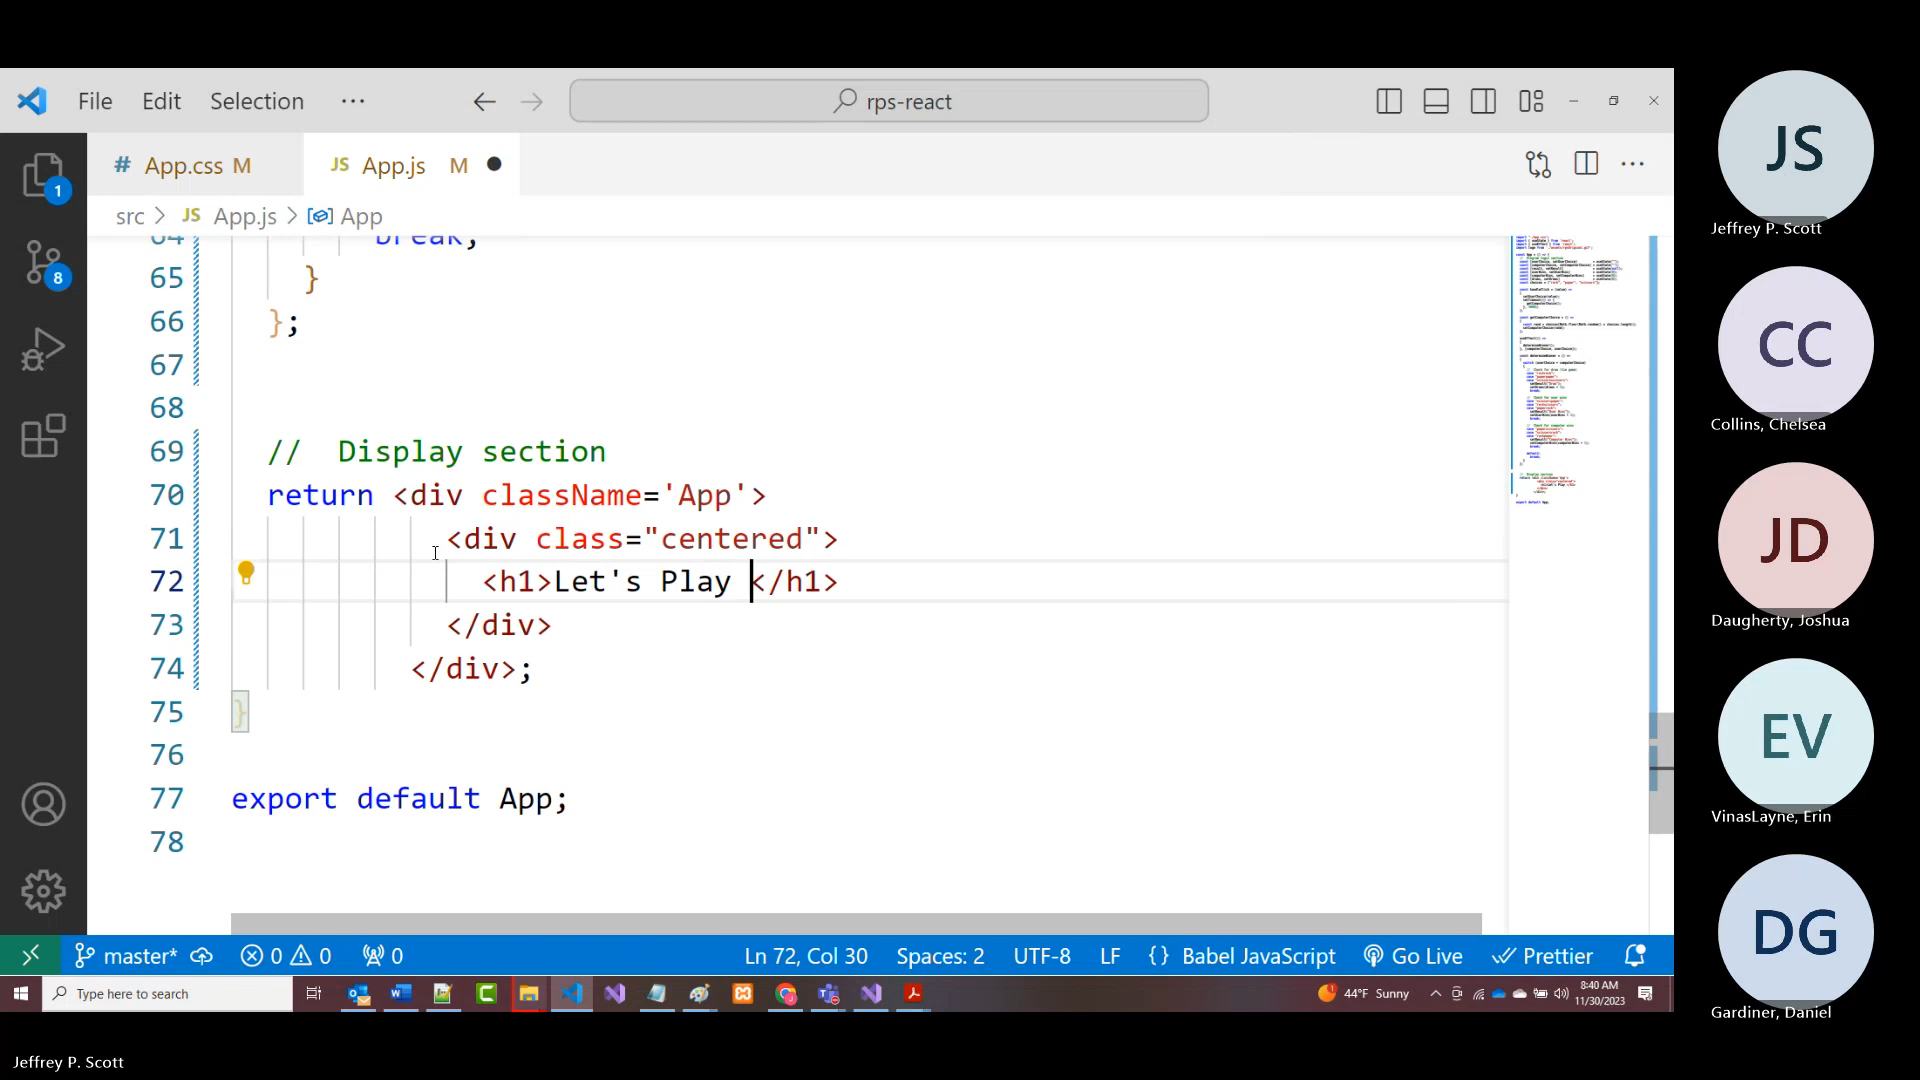 File Edit Selection ··· rps-react
# App.css M JS App.js M
src > JS App.js > App
64 break;
65 }
66 };
67
68
69 // Display section
70 return <div className='App'>
71 <div class="centered">
72 <h1>Let's Play </h1>
73 </div>
74 </div>;
75 }
76
77 export default App;
78
1
8
master* 0 0 0 Ln 72, Col 30 Spaces: 2 UTF-8 LF {} Babel JavaScript Go Live Prettier
Type here to search
44°F Sunny
8:40 AM
11/30/2023
JS
Jeffrey P. Scott
CC
Collins, Chelsea
JD
Daugherty, Joshua
EV
VinasLayne, Erin
DG
Gardiner, Daniel
Jeffrey P. Scott